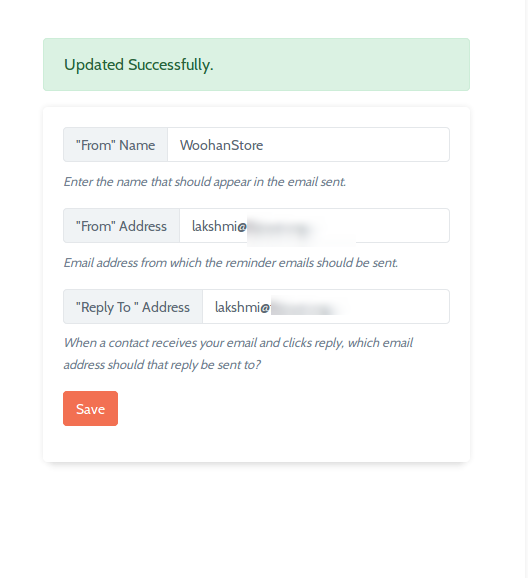 Updated Successfully.
"From" Name WoohanStore
Enter the name that should appear in the email sent.
"From" Address lakshmi@
Email address from which the reminder emails should be sent.
"Reply To " Address lakshmi@
When a contact receives your email and clicks reply, which email
address should that reply be sent to?
Save